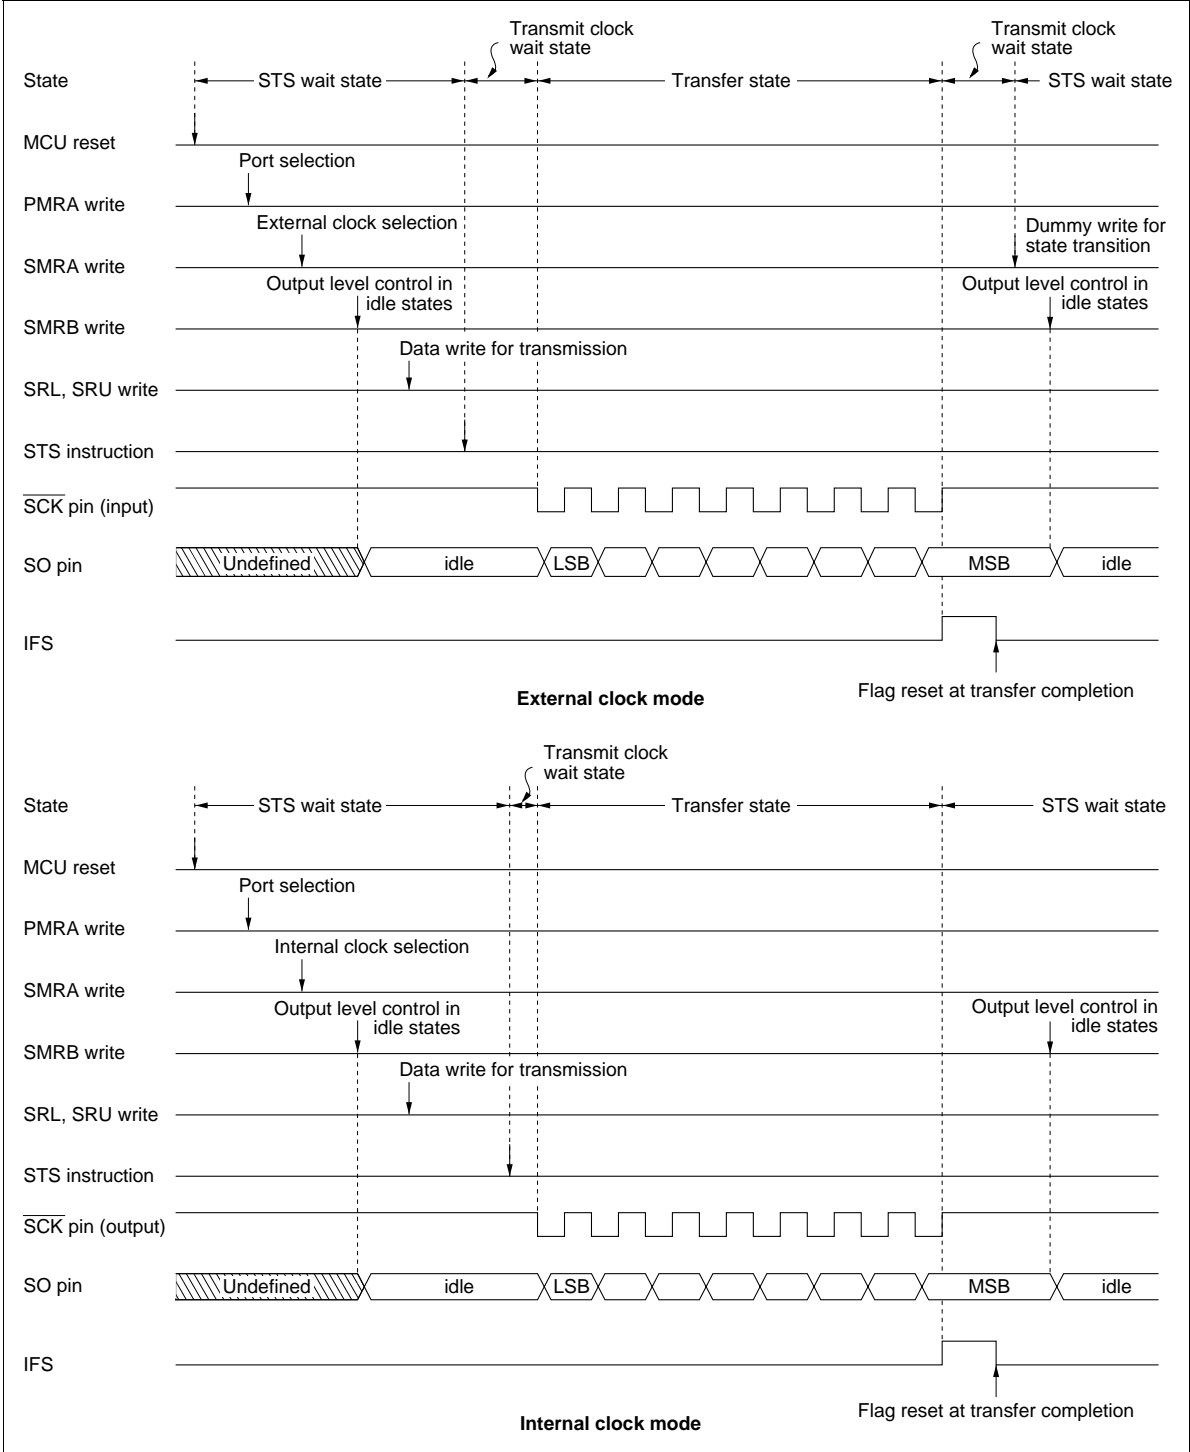 Transmit clock
wait state
Transmit clock
wait state
State
STS wait state
Transfer state
STS wait state
MCU reset
Port selection
PMRA write
External clock selection
Dummy write for
state transition
SMRA write
Output level control in
idle states
Output level control in
idle states
SMRB write
Data write for transmission
SRL, SRU write
STS instruction
SCK pin (input)
SO pin
Undefined
idle
LSB
MSB
idle
IFS
Flag reset at transfer completion
External clock mode
Transmit clock
wait state
State
STS wait state
Transfer state
STS wait state
MCU reset
Port selection
PMRA write
Internal clock selection
SMRA write
Output level control in
idle states
Output level control in
idle states
SMRB write
Data write for transmission
SRL, SRU write
STS instruction
SCK pin (output)
SO pin
Undefined
idle
LSB
MSB
idle
IFS
Flag reset at transfer completion
Internal clock mode